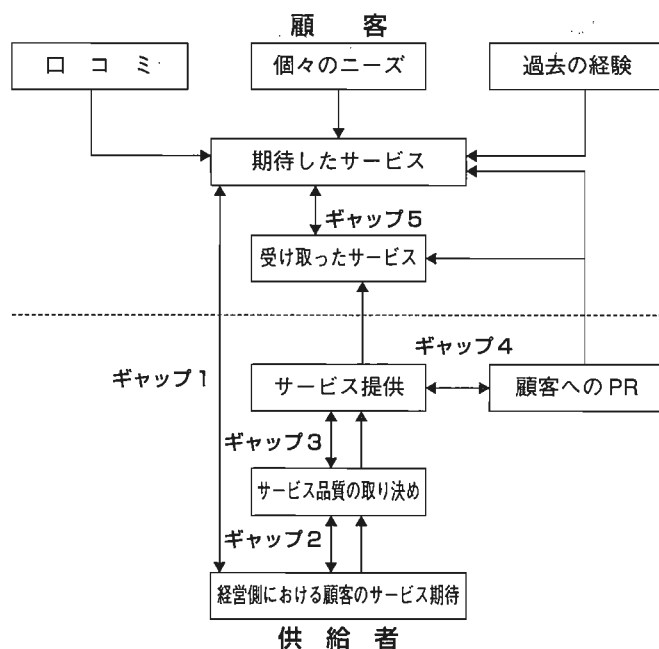 顧 客
口 コ ミ
個々のニーズ
過去の経験
期待したサービス
ギャップ5
受け取ったサービス
ギャップ4
ギャップ1
サービス提供
顧客へのPR
ギャップ3
サービス品質の取り決め
ギャップ2
経営側における顧客のサービス期待
供 給 者